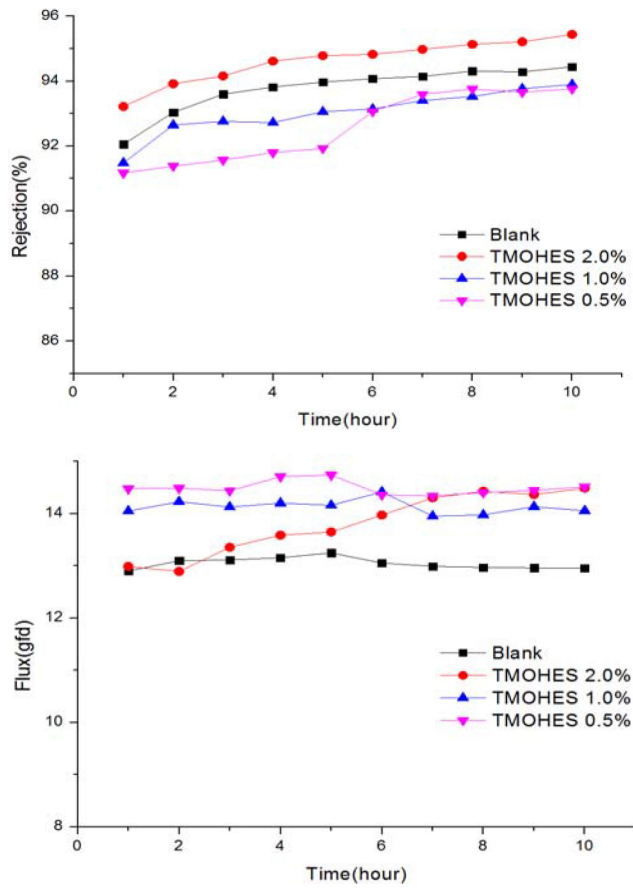 96
94
92
90
88
86
Rejection(%)
Blank
TMOHES 2.0%
TMOHES 1.0%
TMOHES 0.5%
0 2 4 6 8 10
Time(hour)
14
12
10
8
Flux(gfd)
Blank
TMOHES 2.0%
TMOHES 1.0%
TMOHES 0.5%
0 2 4 6 8 10
Time(hour)